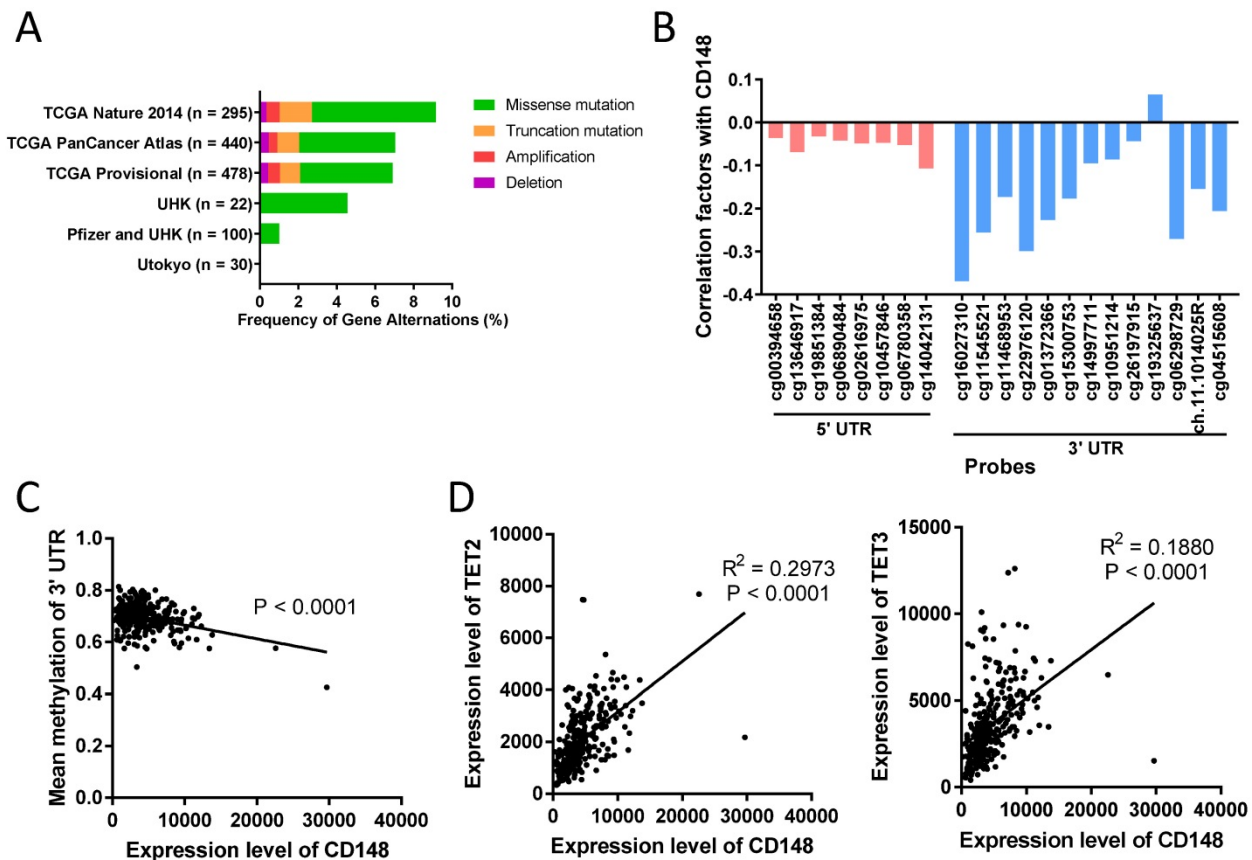 A
TCGA Nature 2014 (n = 295)
TCGA PanCancer Atlas (n = 440)
TCGA Provisional (n = 478)
UHK (n = 22)
Pfizer and UHK (n = 100)
Utokyo (n = 30)
0 2 4 6 8 10
Frequency of Gene Alternations (%)
Missense mutation
Truncation mutation
Amplification
Deletion
B
Correlation factors with CD148
0.1
0.0
-0.1
-0.2
-0.3
-0.4
cg00394658
cg13646917
cg19851384
cg06890484
cg02616975
cg10457846
cg06780358
cg14042131
cg16027310
cg11545521
cg11468953
cg22976120
cg01372366
cg15300753
cg14997711
cg10951214
cg26197915
cg19325637
cg06298729
ch.11.1014025R
cg04515608
5' UTR
3' UTR
Probes
C
Mean methylation of 3' UTR
1.0
0.8
0.6
0.4
0.2
0.0
P < 0.0001
0 10000 20000 30000 40000
Expression level of CD148
D
Expression level of TET2
10000
8000
6000
4000
2000
0
R² = 0.2973
P < 0.0001
0 10000 20000 30000 40000
Expression level of CD148
Expression level of TET3
15000
10000
5000
0
R² = 0.1880
P < 0.0001
0 10000 20000 30000 40000
Expression level of CD148